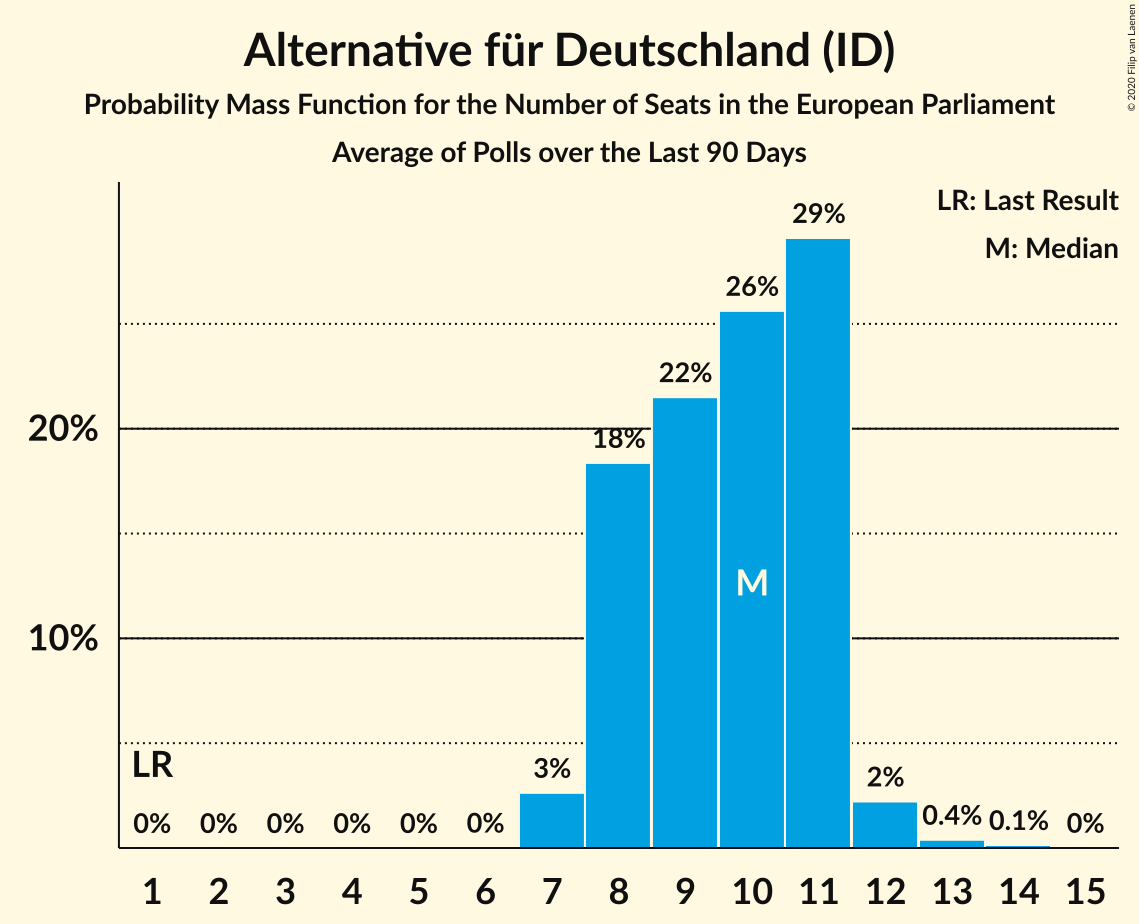 Alternative für Deutschland (ID)
Probability Mass Function for the Number of Seats in the European Parliament
Average of Polls over the Last 90 Days
© 2020 Filip van Laenen
LR: Last Result
M: Median
29%
26%
22%
20%
18%
M
10%
LR
3%
2%
0% 0% 0% 0% 0% 0% 0.4% 0.1% 0%
1 2 3 4 5 6 7 8 9 10 11 12 13 14 15